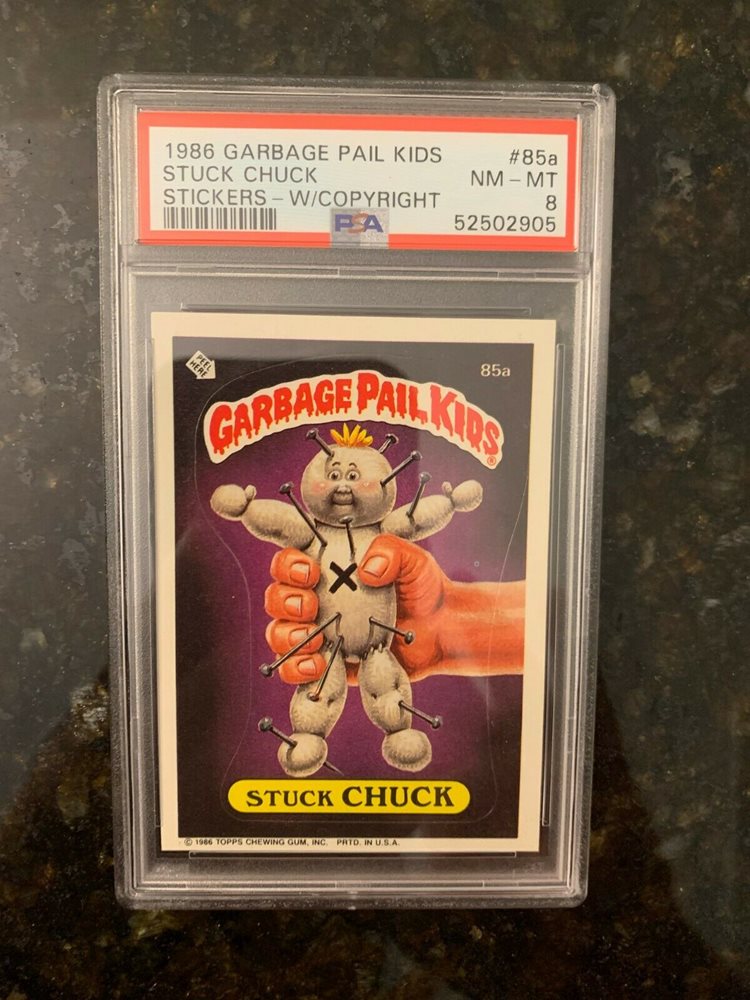 1986 GARBAGE PAIL KIDS #85a
STUCK CHUCK NM - MT
STICKERS - W/COPYRIGHT 8
PSA 52502905
PEEL
HERE
85a
GARBAGE PAIL KIDS®
X
STUCK CHUCK
© 1986 TOPPS CHEWING GUM, INC. PRTD. IN U.S.A.